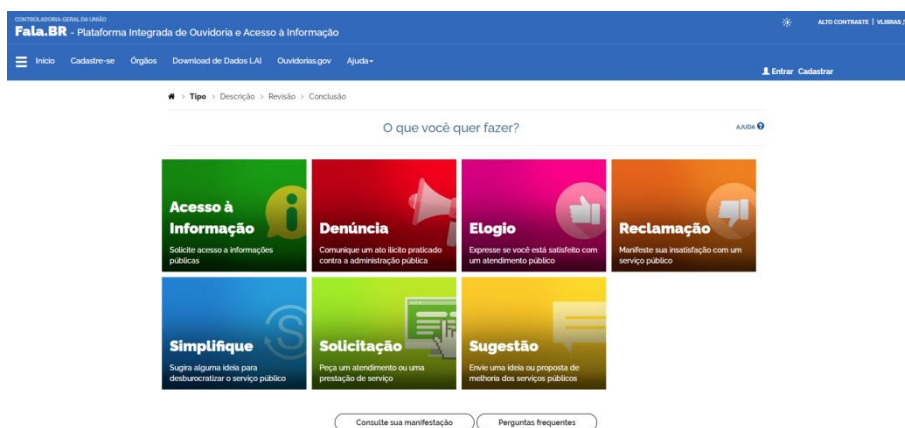 CONTROLADORIA-GERAL DA UNIÃO
Fala.BR - Plataforma Integrada de Ouvidoria e Acesso à Informação
ALTO CONTRASTE | VLIBRAS
Início Cadastre-se Órgãos Download de Dados LAI Ouvidorias.gov Ajuda
Entrar Cadastrar
> Tipo > Descrição > Revisão > Conclusão
O que você quer fazer?
AJUDA
Acesso à
Informação
Solicite acesso a informações
públicas
Denúncia
Comunique um ato ilícito praticado
contra a administração pública
Elogio
Expresse se você está satisfeito com
um atendimento público
Reclamação
Manifeste sua insatisfação com um
serviço público
Simplifique
Sugira alguma ideia para
desburocratizar o serviço público
Solicitação
Peça um atendimento ou uma
prestação de serviço
Sugestão
Envie uma ideia ou proposta de
melhoria dos serviços públicos
Consulte sua manifestação
Perguntas frequentes